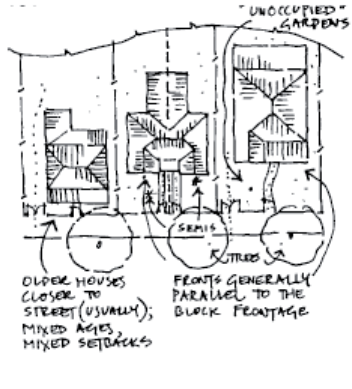 "UNOCCUPIED"
GARDENS
SEMIS
TREES
OLDER HOUSES
CLOSER TO
STREET (USUALLY);
MIXED AGES,
MIXED SETBACKS
FRONTS GENERALLY
PARALLEL TO THE
BLOCK FRONTAGE